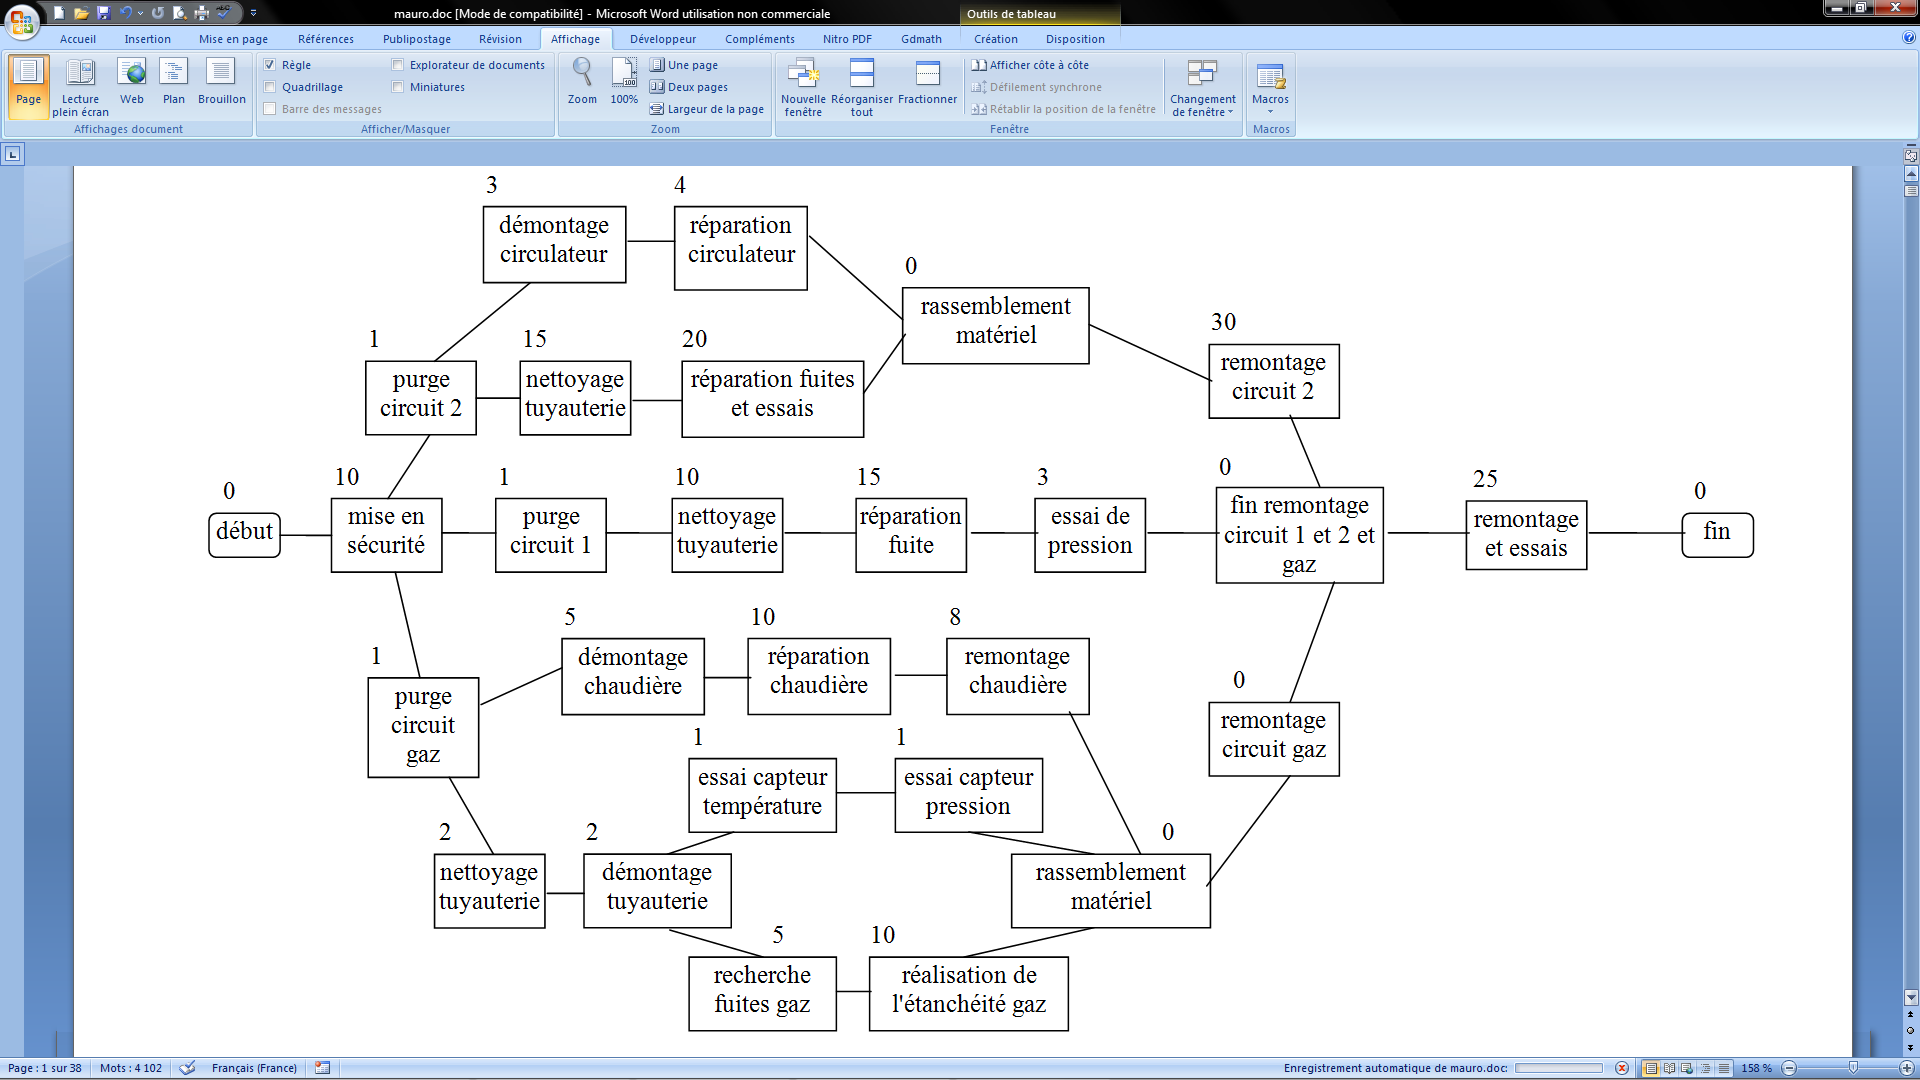 mauro.doc [Mode de compatibilité] - Microsoft Word utilisation non commerciale
Outils de tableau
Accueil
Insertion
Mise en page
Références
Publipostage
Révision
Affichage
Développeur
Compléments
Nitro PDF
Gdmath
Création
Disposition
Page
Lecture
plein écran
Web
Plan
Brouillon
Affichages document
Règle
Quadrillage
Barre des messages
Explorateur de documents
Miniatures
Afficher/Masquer
Zoom
100
100%
Une page
Deux pages
Largeur de la page
Zoom
Nouvelle
fenêtre
Réorganiser
tout
Fractionner
Afficher côte à côte
Défilement synchrone
Rétablir la position de la fenêtre
Changement
de fenêtre
Fenêtre
Macros
Macros
3
démontage
circulateur
4
réparation
circulateur
0
rassemblement
matériel
30
remontage
circuit 2
1
purge
circuit 2
15
nettoyage
tuyauterie
20
réparation fuites
et essais
0
début
10
mise en
sécurité
1
purge
circuit 1
10
nettoyage
tuyauterie
15
réparation
fuite
3
essai de
pression
0
fin remontage
circuit 1 et 2 et
gaz
25
remontage
et essais
0
fin
1
purge
circuit
gaz
5
démontage
chaudière
10
réparation
chaudière
8
remontage
chaudière
0
remontage
circuit gaz
1
essai capteur
température
1
essai capteur
pression
2
nettoyage
tuyauterie
2
démontage
tuyauterie
0
rassemblement
matériel
5
recherche
fuites gaz
10
réalisation de
l'étanchéité gaz
Page : 1 sur 38
Mots : 4 102
Français (France)
Enregistrement automatique de mauro.doc:
158 %